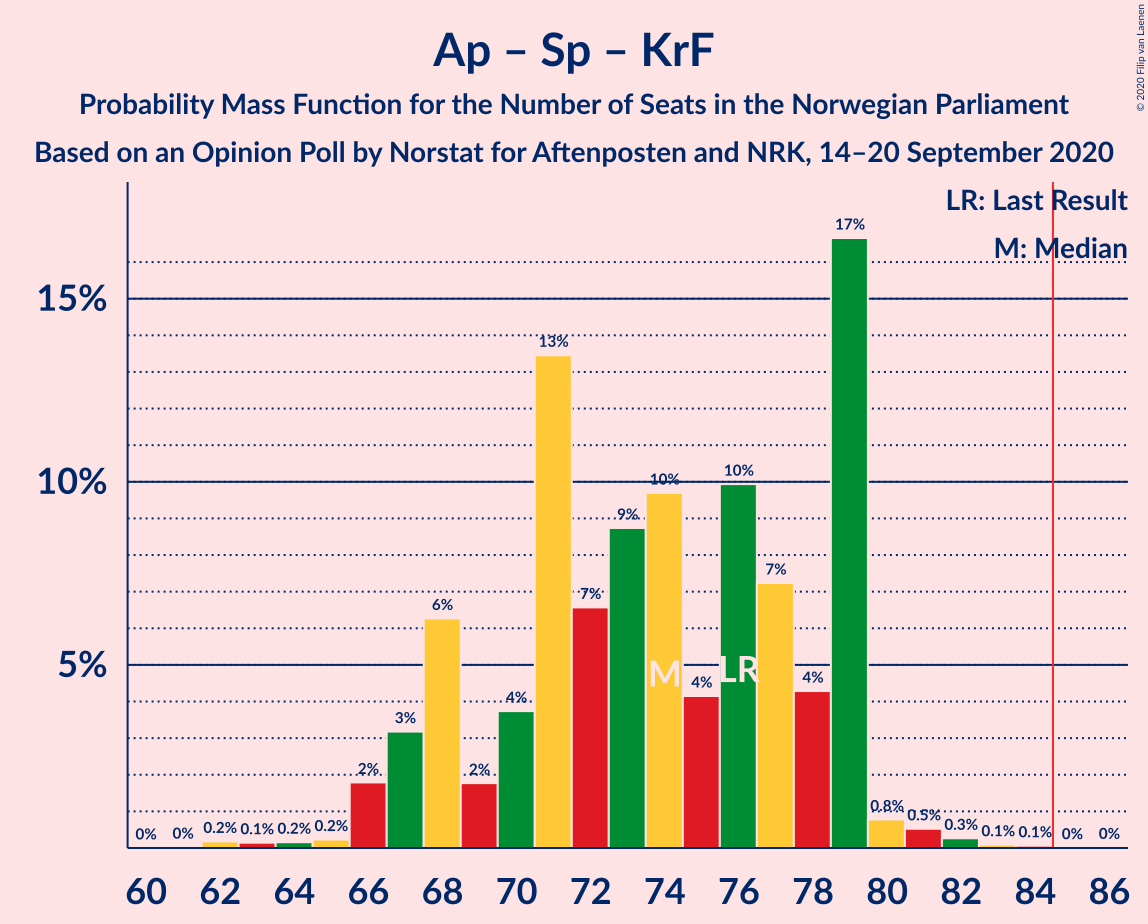 Ap – Sp – KrF
Probability Mass Function for the Number of Seats in the Norwegian Parliament
Based on an Opinion Poll by Norstat for Aftenposten and NRK, 14–20 September 2020
© 2020 Filip van Laenen
LR: Last Result
M: Median
17%
15%
13%
10%
10%
10%
9%
7%
7%
6%
5%
M
LR
4%
4%
4%
3%
2%
2%
0% 0% 0.2% 0.1% 0.2% 0.2%
0.8% 0.5% 0.3% 0.1% 0.1% 0% 0%
60 62 64 66 68 70 72 74 76 78 80 82 84 86